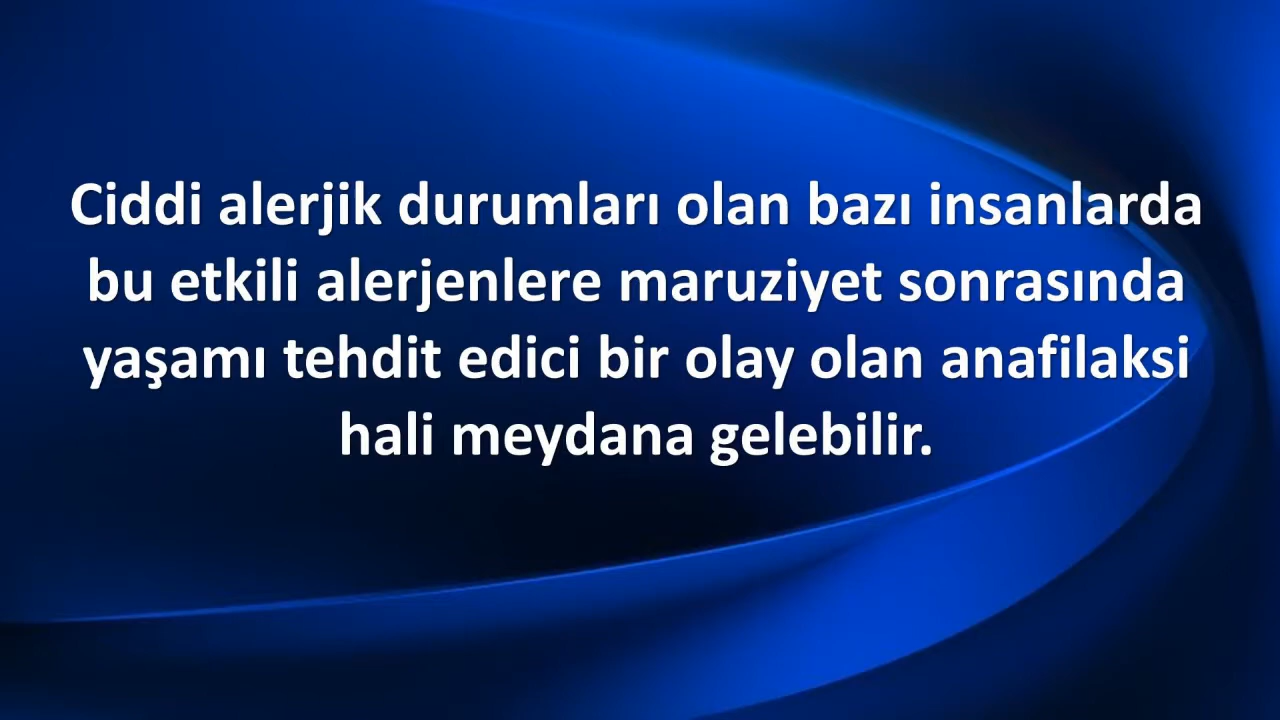 Ciddi alerjik durumları olan bazı insanlarda
bu etkili alerjenlere maruziyet sonrasında
yaşamı tehdit edici bir olay olan anafilaksi
hali meydana gelebilir.